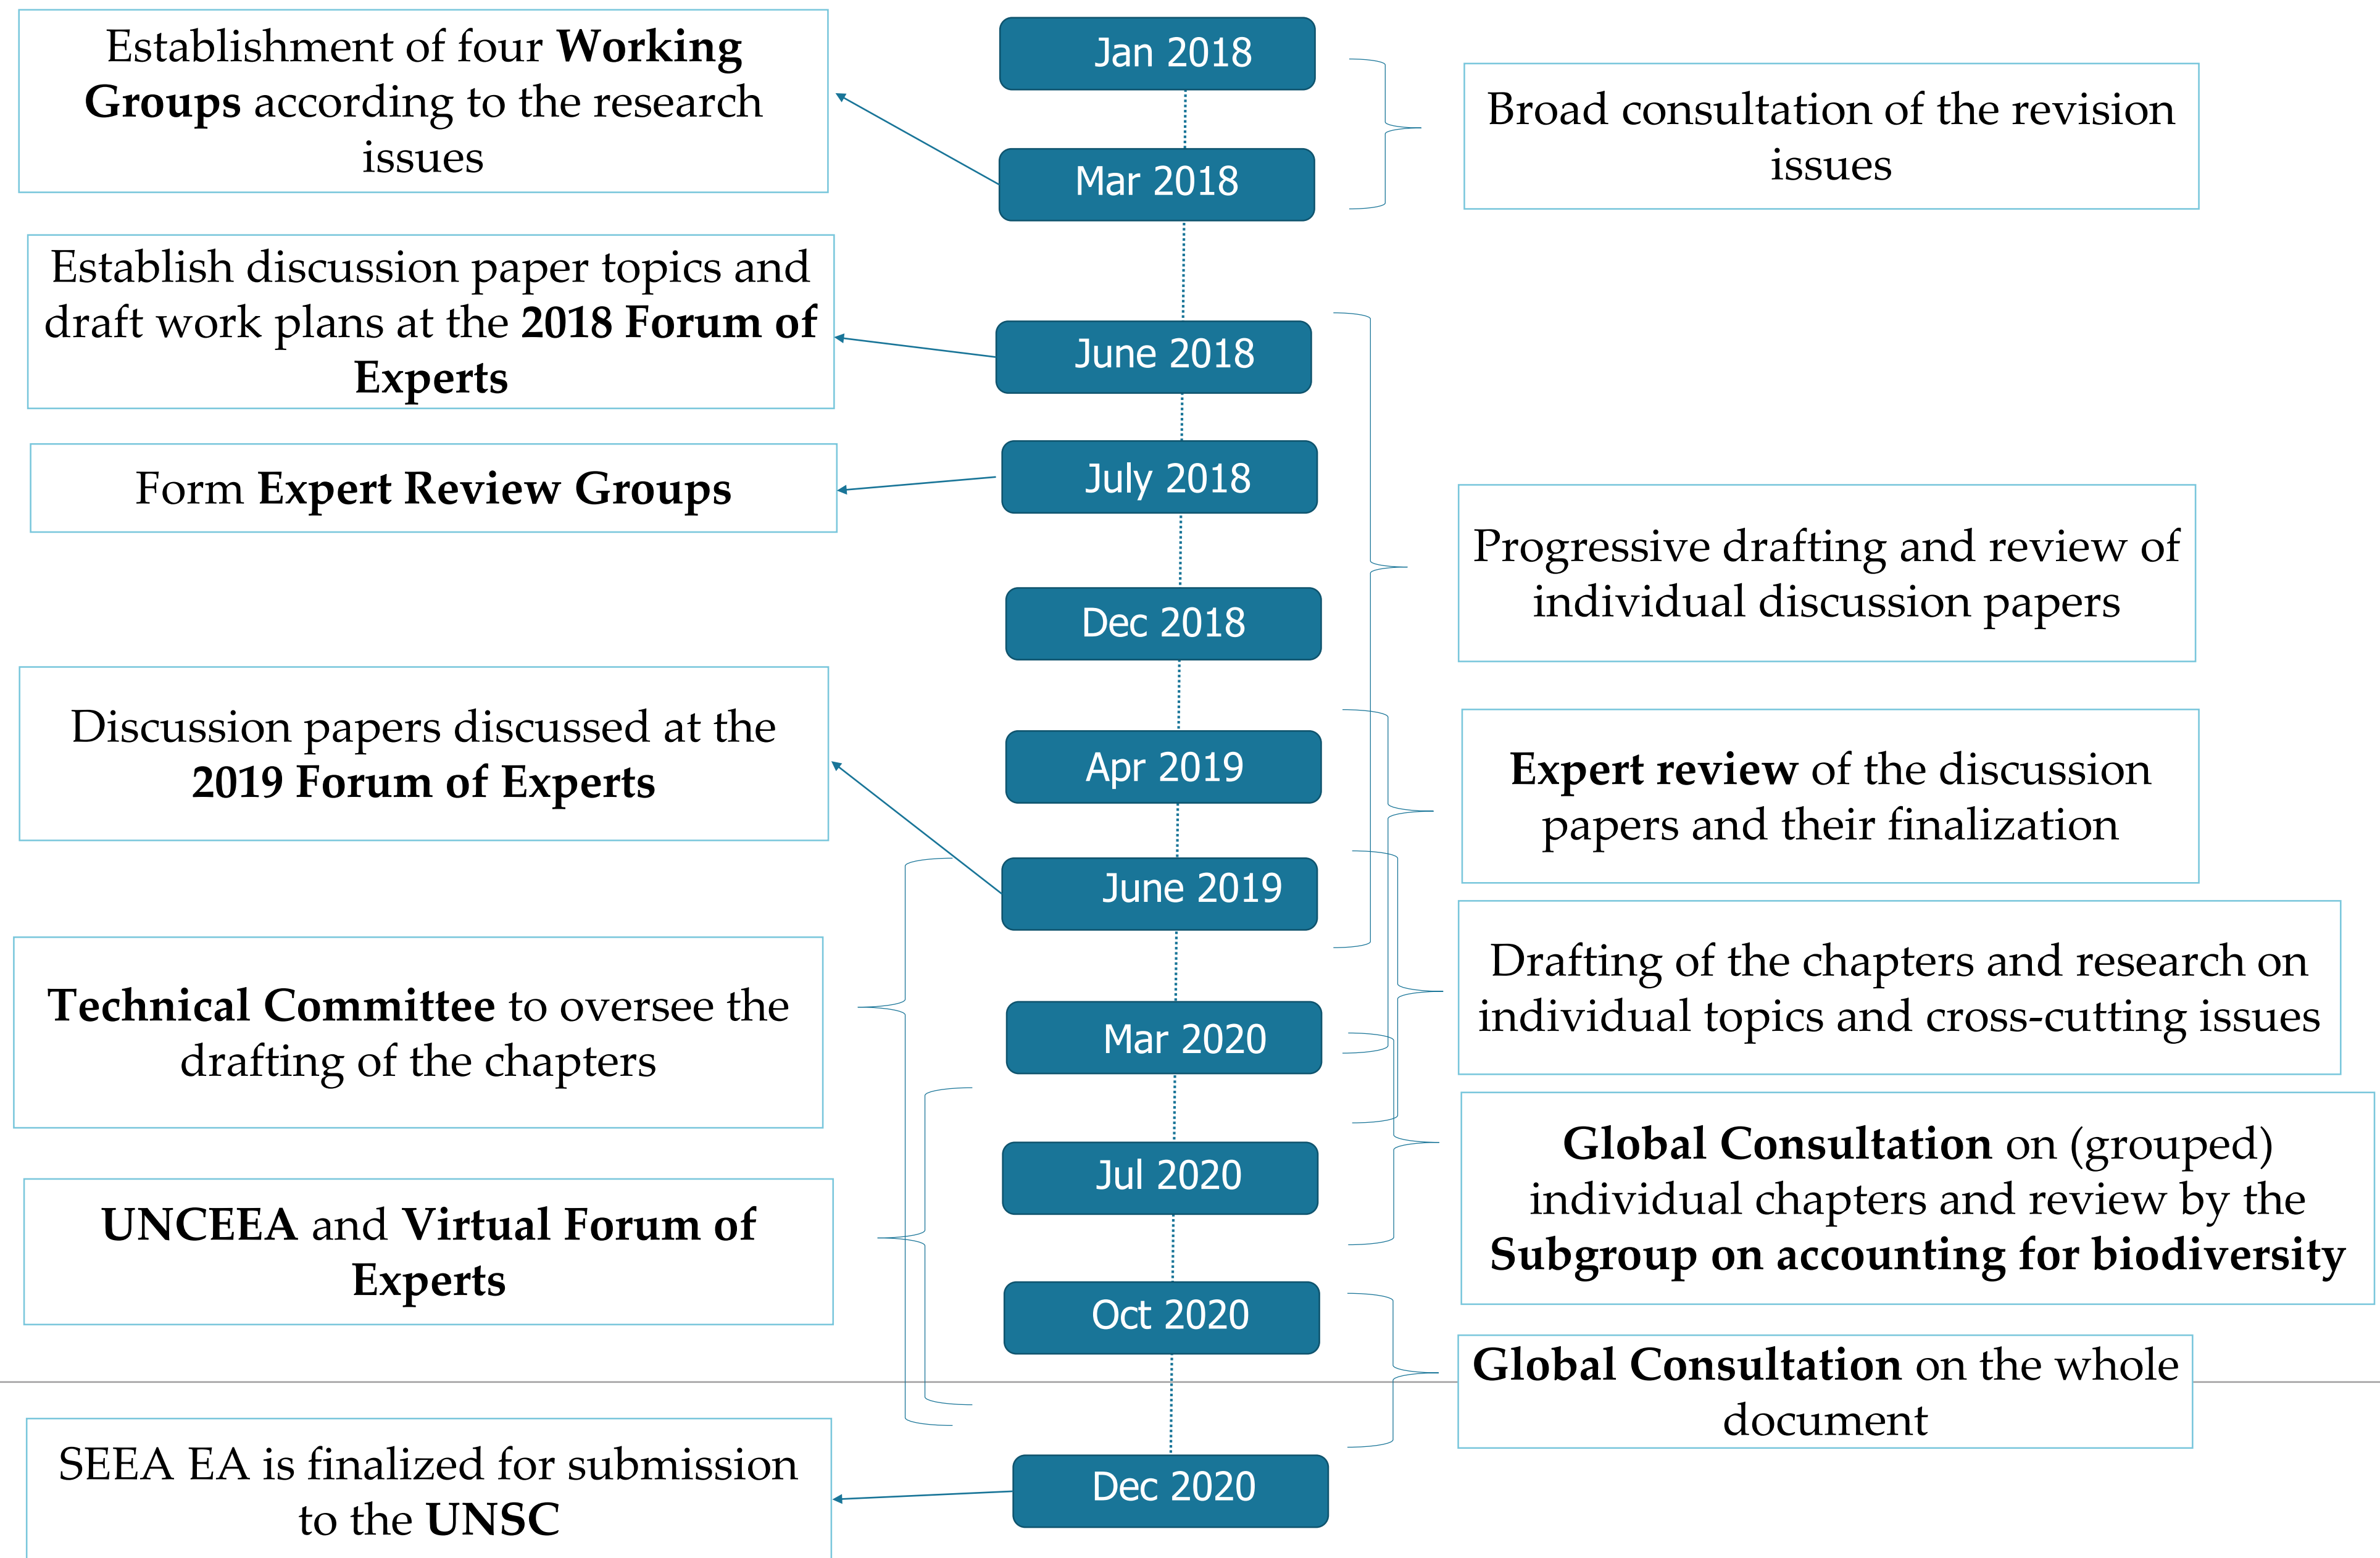 Establishment of four Working
Groups according to the research
issues
Establish discussion paper topics and
draft work plans at the 2018 Forum of
Experts
Form Expert Review Groups
Discussion papers discussed at the
2019 Forum of Experts
Technical Committee to oversee the
drafting of the chapters
UNCEEA and Virtual Forum of
Experts
SEEA EA is finalized for submission
to the UNSC
Jan 2018
Mar 2018
June 2018
July 2018
Dec 2018
Apr 2019
June 2019
Mar 2020
Jul 2020
Oct 2020
Dec 2020
Broad consultation of the revision
issues
Progressive drafting and review of
individual discussion papers
Expert review of the discussion
papers and their finalization
Drafting of the chapters and research on
individual topics and cross-cutting issues
Global Consultation on (grouped)
individual chapters and review by the
Subgroup on accounting for biodiversity
Global Consultation on the whole
document